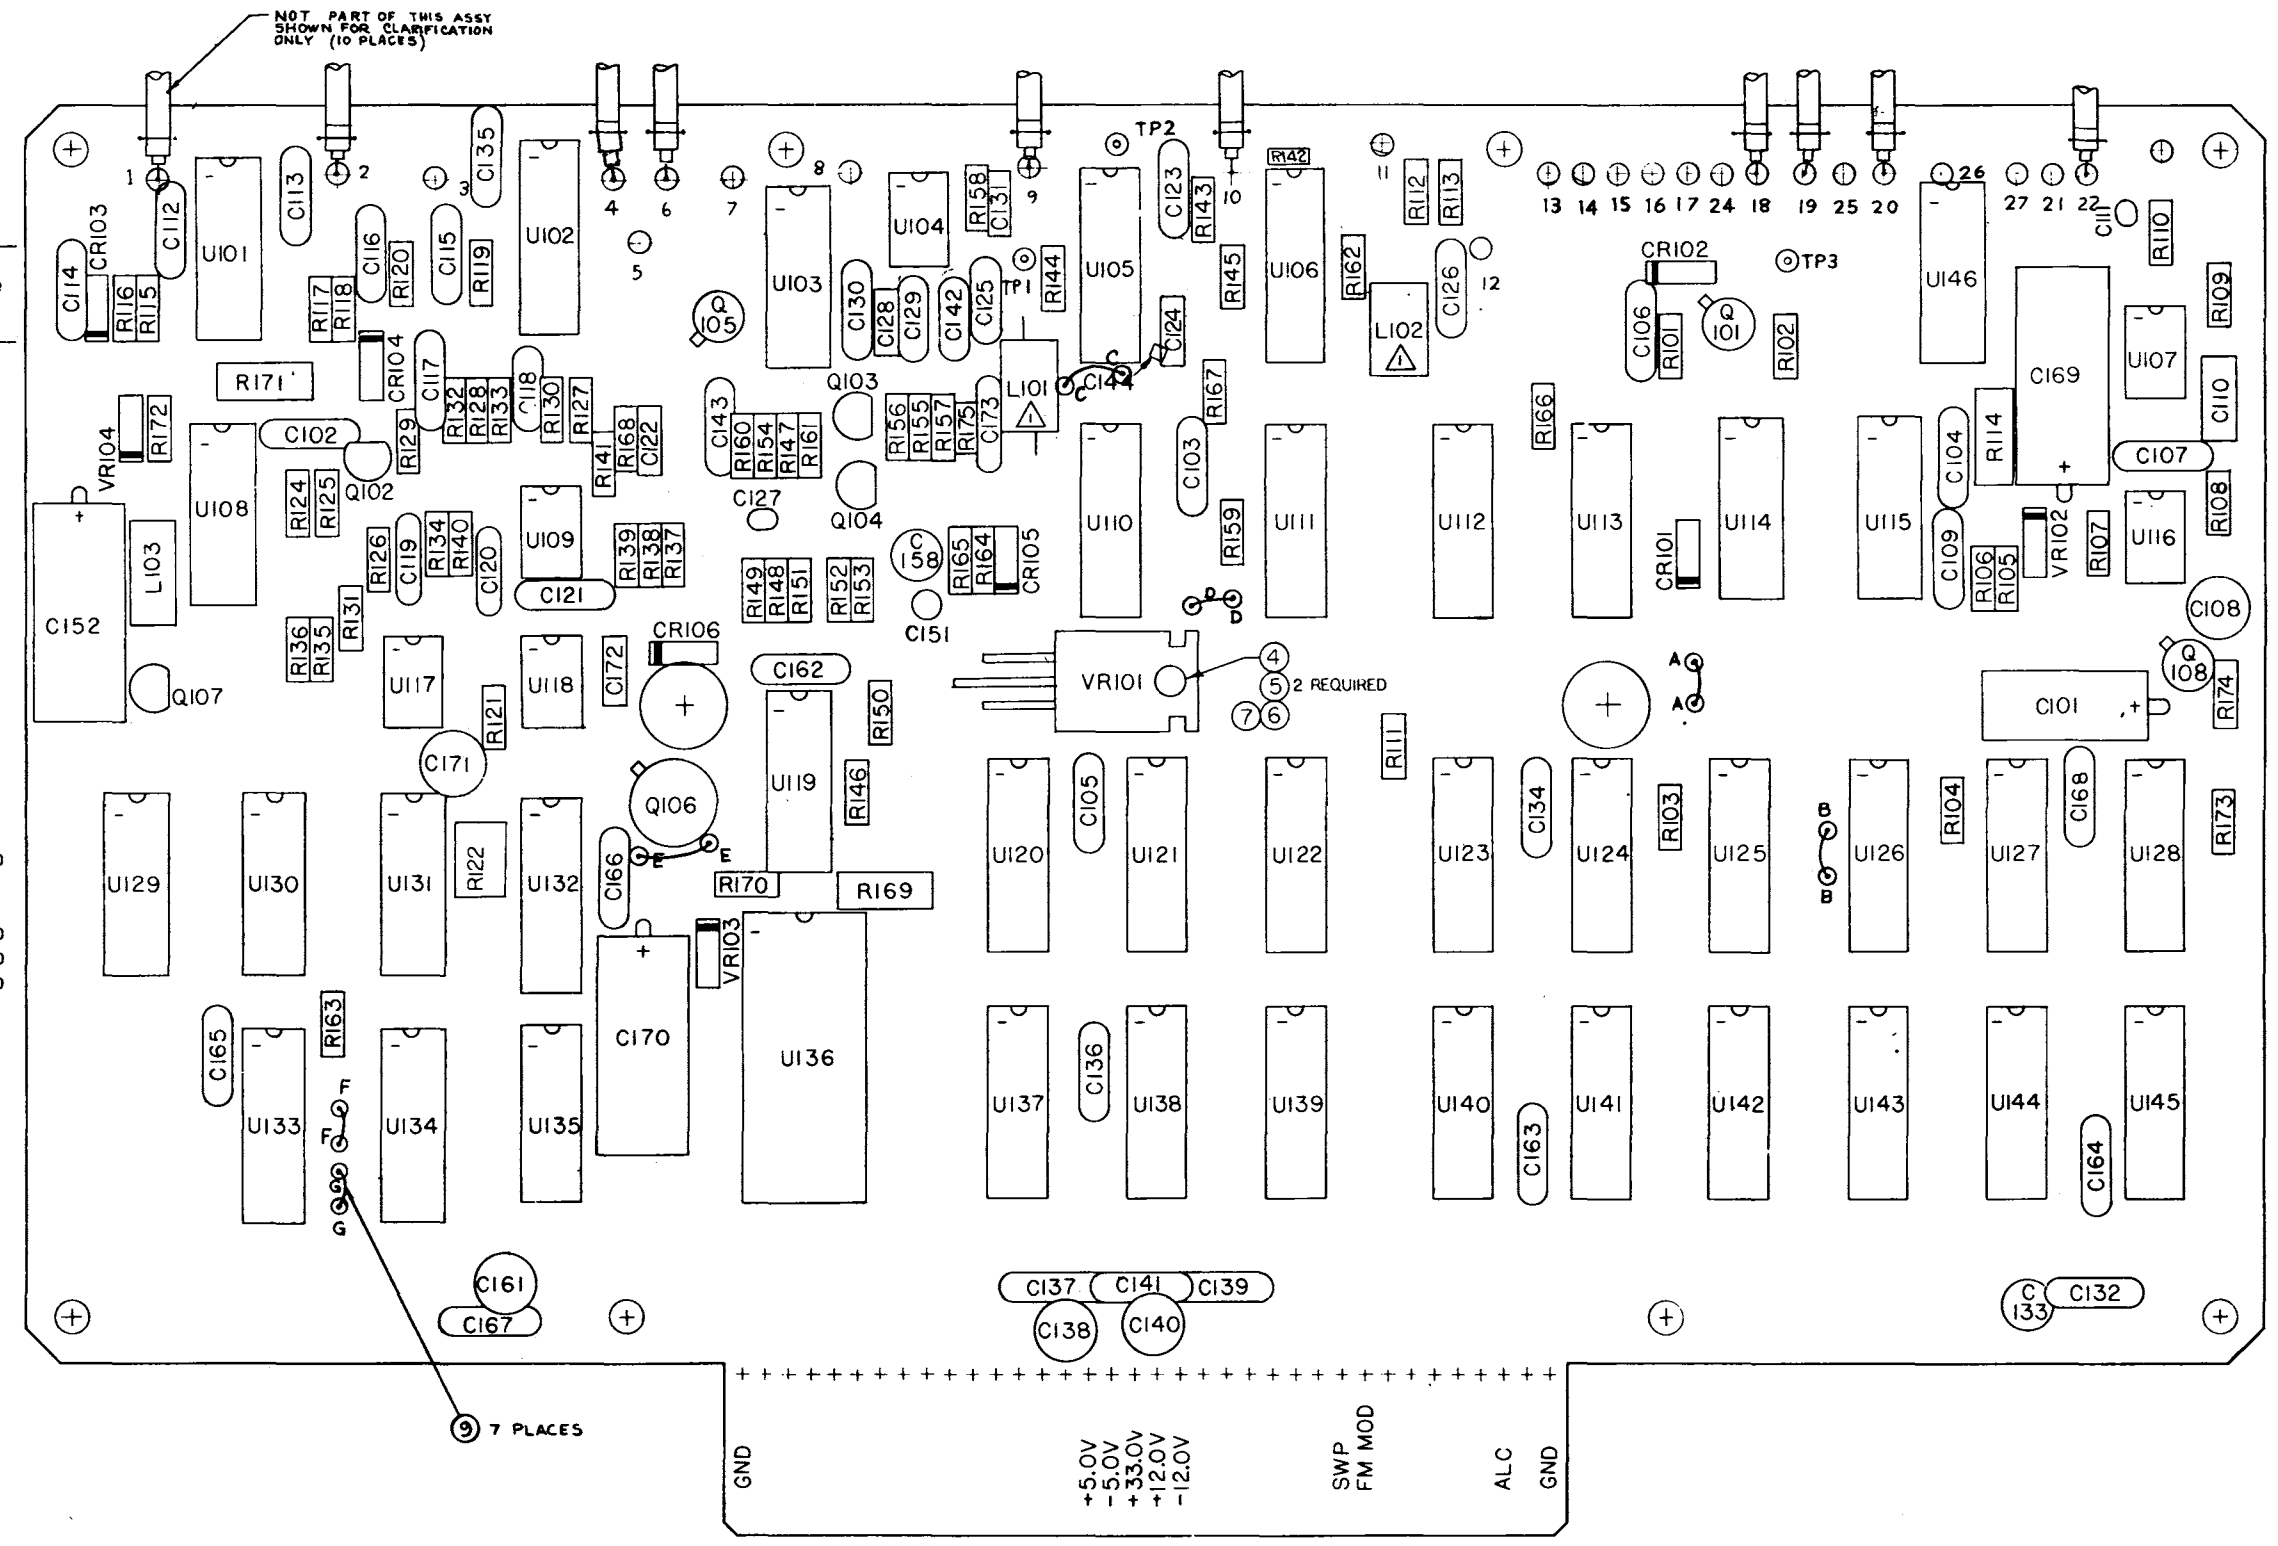 NOT PART OF THIS ASSY
SHOWN FOR CLARIFICATION
ONLY (10 PLACES)
1
2
3
4
5
6
7
8
9
10
11
12
13
14
15
16
17
24
18
19
25
20
26
27
21
22
TP2
TP1
TP3
CR103
C114
R116
R115
C112
U101
C113
R117
R118
C116
R120
C115
R119
C135
U102
Q
105
U103
C130
C128
C129
U104
C142
C125
R158
C131
R144
U105
C123
R143
R145
C124
R142
U106
R162
L102
R112
R113
C126
CR102
C106
R101
Q
101
R102
U146
C169
C111
R110
R109
U107
C110
R171
CR104
C117
R132
R128
R133
C118
R130
R127
R129
VR104
R172
C102
Q102
U108
R124
R125
R141
R168
C122
C143
R160
R154
R147
R161
Q103
Q104
R156
R155
R157
R175
C173
L101
C
C
C144
R167
C103
R166
R114
C104
C107
R108
C152
L103
R126
C119
R134
R140
C120
U109
C121
R139
R138
R137
C127
R149
R148
R151
R152
R153
C
158
C151
R165
R164
CR105
U110
R159
D
D
U111
U112
U113
CR101
U114
U115
C109
R106
R105
VR102
R107
U116
C108
R131
R136
R135
Q107
U117
R121
U118
C172
CR106
C162
R150
VR101
4
5 2 REQUIRED
7 6
R111
A
A
C101
Q
108
R174
C171
Q106
U119
R146
U120
C105
U121
U122
U123
C134
U124
R103
U125
B
B
U126
R104
U127
C168
U128
R173
U129
U130
U131
R122
U132
C166
E
E
R170
R169
VR103
C170
U136
C165
R163
U133
F
F
G
G
U134
U135
U137
C136
U138
U139
U140
C163
U141
U142
U143
U144
C164
U145
C161
C167
C137
C141
C139
C138
C140
C
133
C132
9 7 PLACES
GND
+5.0V
-5.0V
+33.0V
+12.0V
-12.0V
SWP
FM MOD
ALC
GND